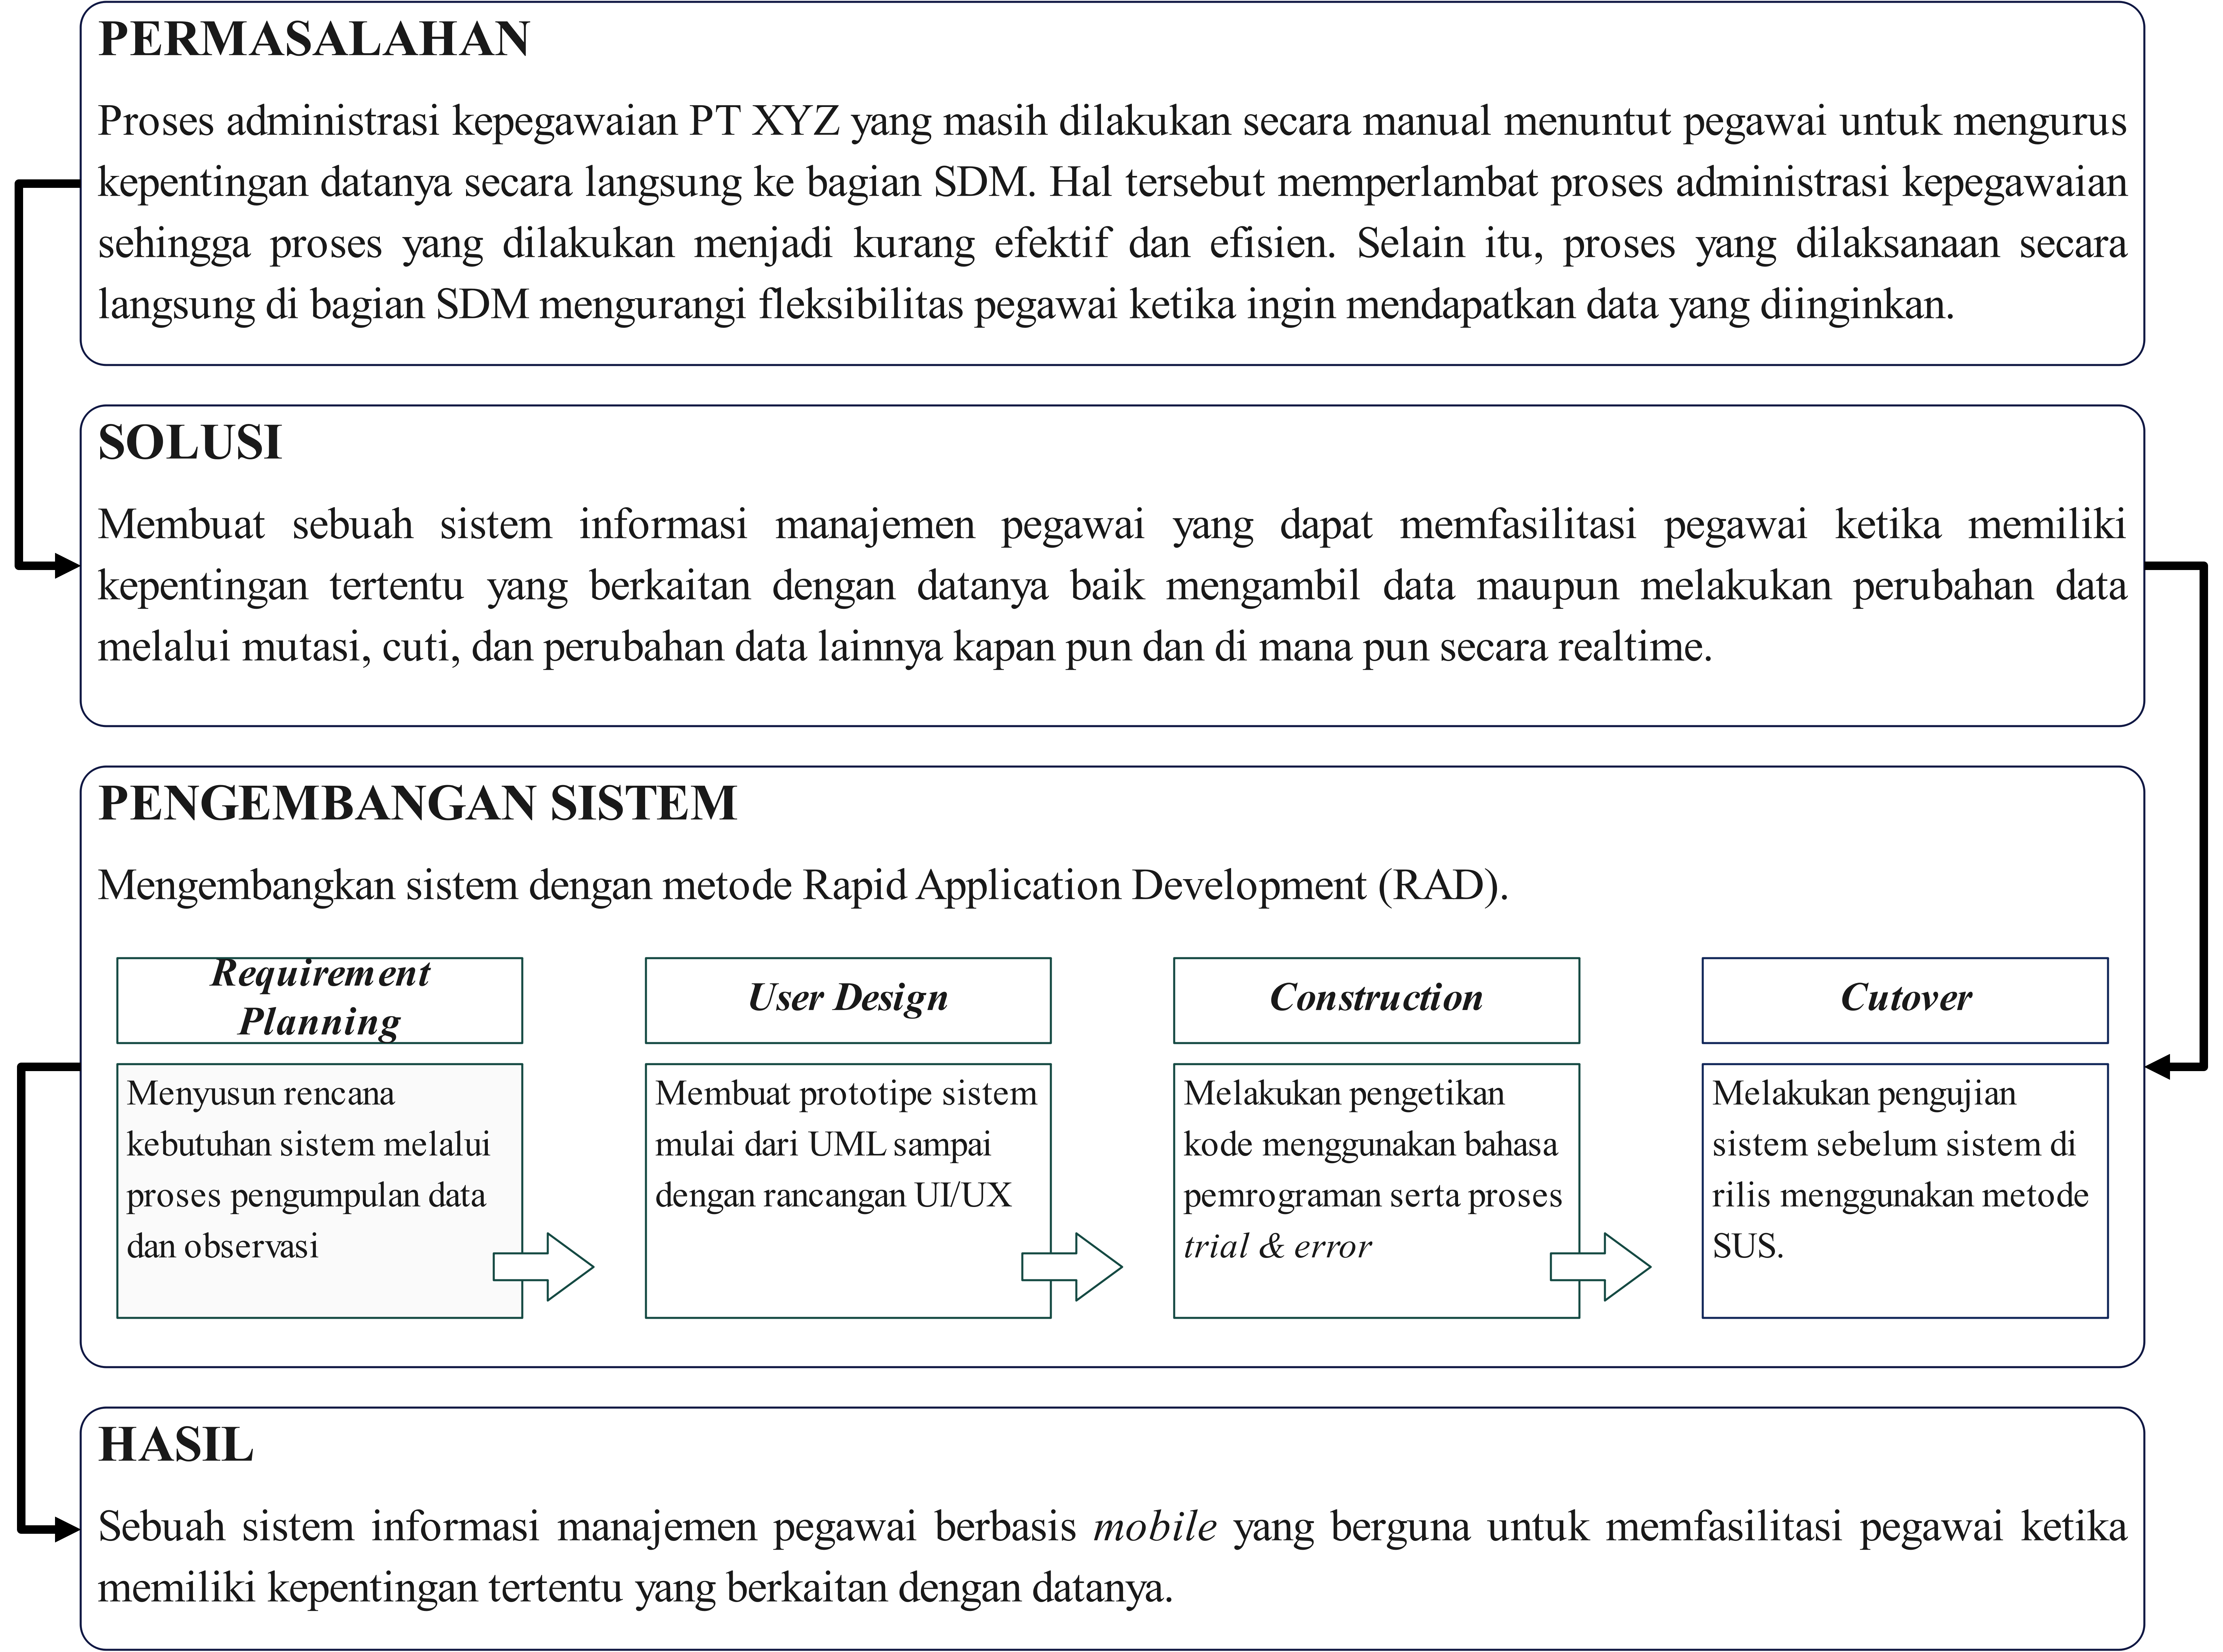 PERMASALAHAN
Proses administrasi kepegawaian PT XYZ yang masih dilakukan secara manual menuntut pegawai untuk mengurus
kepentingan datanya secara langsung ke bagian SDM. Hal tersebut memperlambat proses administrasi kepegawaian
sehingga proses yang dilakukan menjadi kurang efektif dan efisien. Selain itu, proses yang dilaksanaan secara
langsung di bagian SDM mengurangi fleksibilitas pegawai ketika ingin mendapatkan data yang diinginkan.
SOLUSI
Membuat sebuah sistem informasi manajemen pegawai yang dapat memfasilitasi pegawai ketika memiliki
kepentingan tertentu yang berkaitan dengan datanya baik mengambil data maupun melakukan perubahan data
melalui mutasi, cuti, dan perubahan data lainnya kapan pun dan di mana pun secara realtime.
PENGEMBANGAN SISTEM
Mengembangkan sistem dengan metode Rapid Application Development (RAD).
Requirement
Planning
Menyusun rencana
kebutuhan sistem melalui
proses pengumpulan data
dan observasi
User Design
Membuat prototipe sistem
mulai dari UML sampai
dengan rancangan UI/UX
Construction
Melakukan pengetikan
kode menggunakan bahasa
pemrograman serta proses
trial & error
Cutover
Melakukan pengujian
sistem sebelum sistem di
rilis menggunakan metode
SUS.
HASIL
Sebuah sistem informasi manajemen pegawai berbasis mobile yang berguna untuk memfasilitasi pegawai ketika
memiliki kepentingan tertentu yang berkaitan dengan datanya.